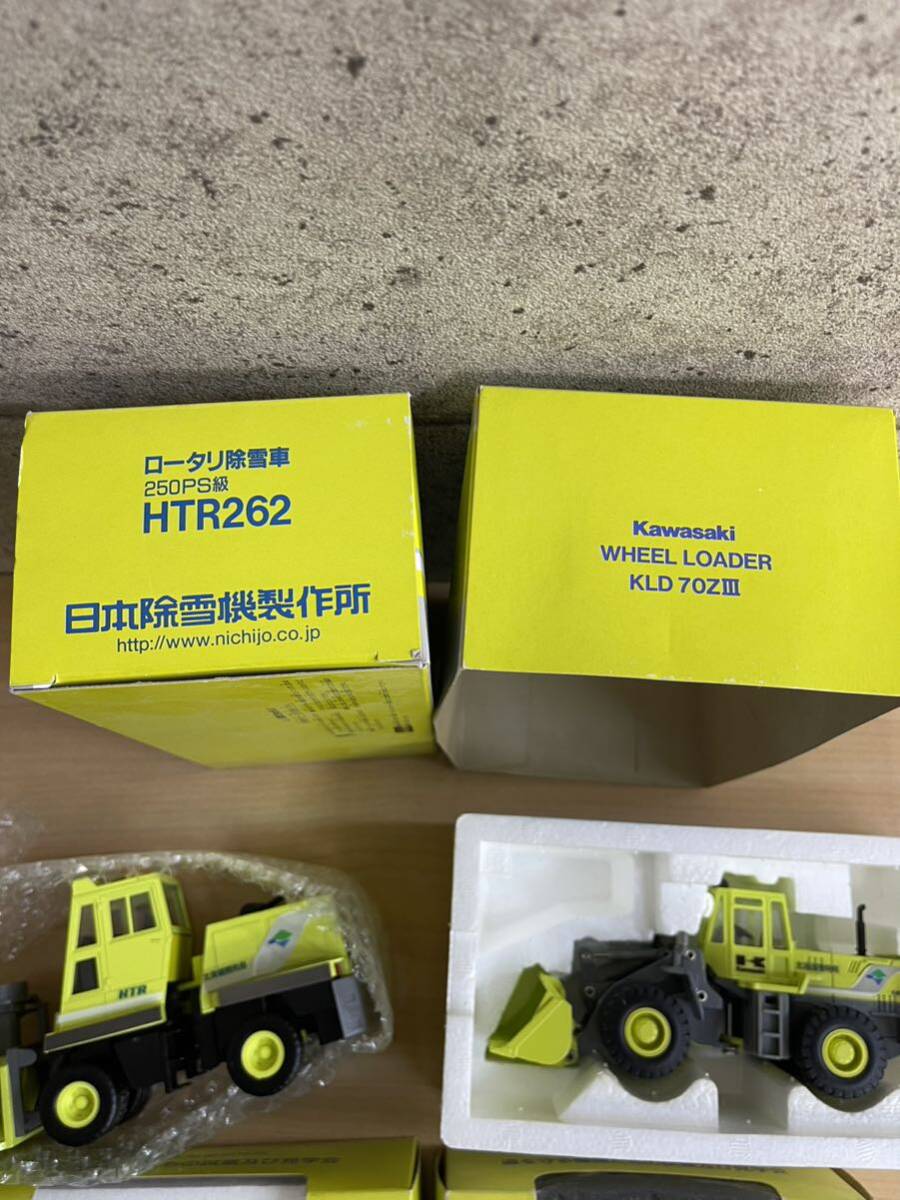 ロータリ除雪車
250PS級
HTR262
日本除雪機製作所
http://www.nichijo.co.jp
Kawasaki
WHEEL LOADER
KLD 70ZIII
HTR
K